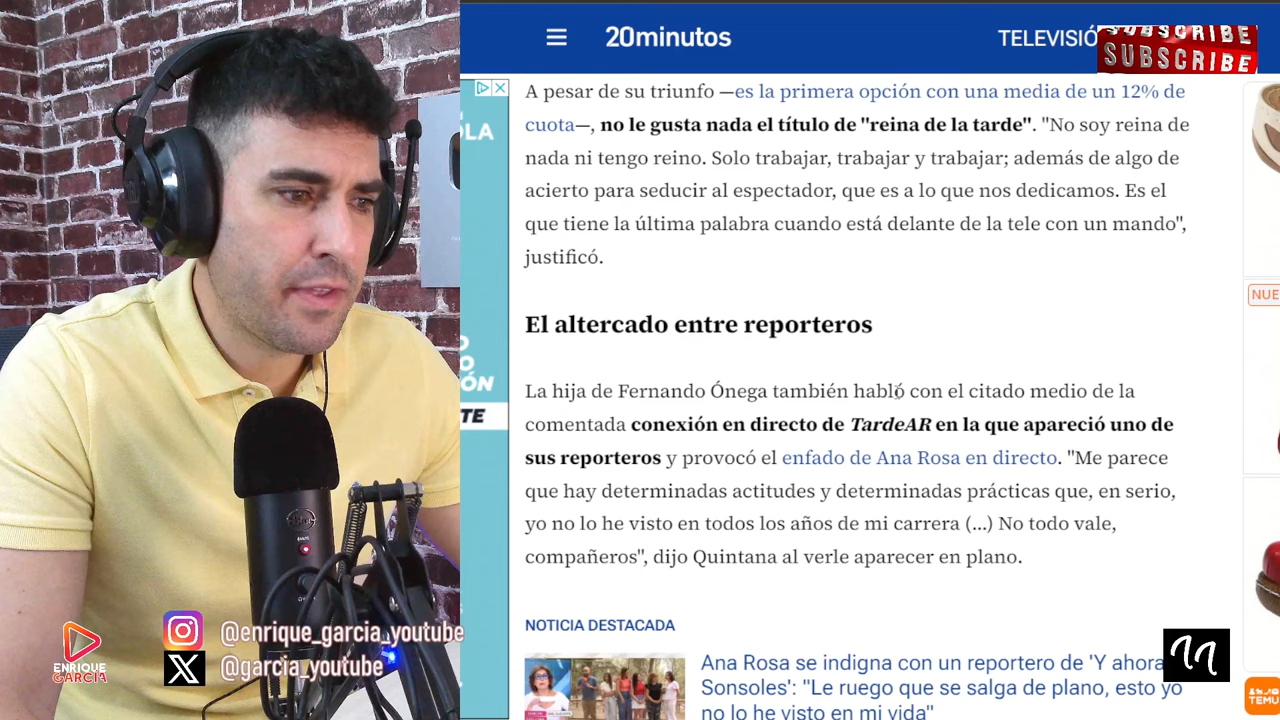 20minutos
TELEVISIÓ
SUBSCRIBE
SUBSCRIBE
A pesar de su triunfo —es la primera opción con una media de un 12% de
cuota—, no le gusta nada el título de "reina de la tarde". "No soy reina de
nada ni tengo reino. Solo trabajar, trabajar y trabajar; además de algo de
acierto para seducir al espectador, que es a lo que nos dedicamos. Es el
que tiene la última palabra cuando está delante de la tele con un mando",
justificó.
El altercado entre reporteros
La hija de Fernando Ónega también habló con el citado medio de la
comentada conexión en directo de TardeAR en la que apareció uno de
sus reporteros y provocó el enfado de Ana Rosa en directo. "Me parece
que hay determinadas actitudes y determinadas prácticas que, en serio,
yo no lo he visto en todos los años de mi carrera (...) No todo vale,
compañeros", dijo Quintana al verle aparecer en plano.
NOTICIA DESTACADA
Ana Rosa se indigna con un reportero de 'Y ahora
Sonsoles': "Le ruego que se salga de plano, esto yo
no lo he visto en mi vida"
OLA
O
O
IÓN
TE
NUE
TEMU
ENRIQUE
GARCIA
@enrique_garcia_youtube
@garcia_youtube